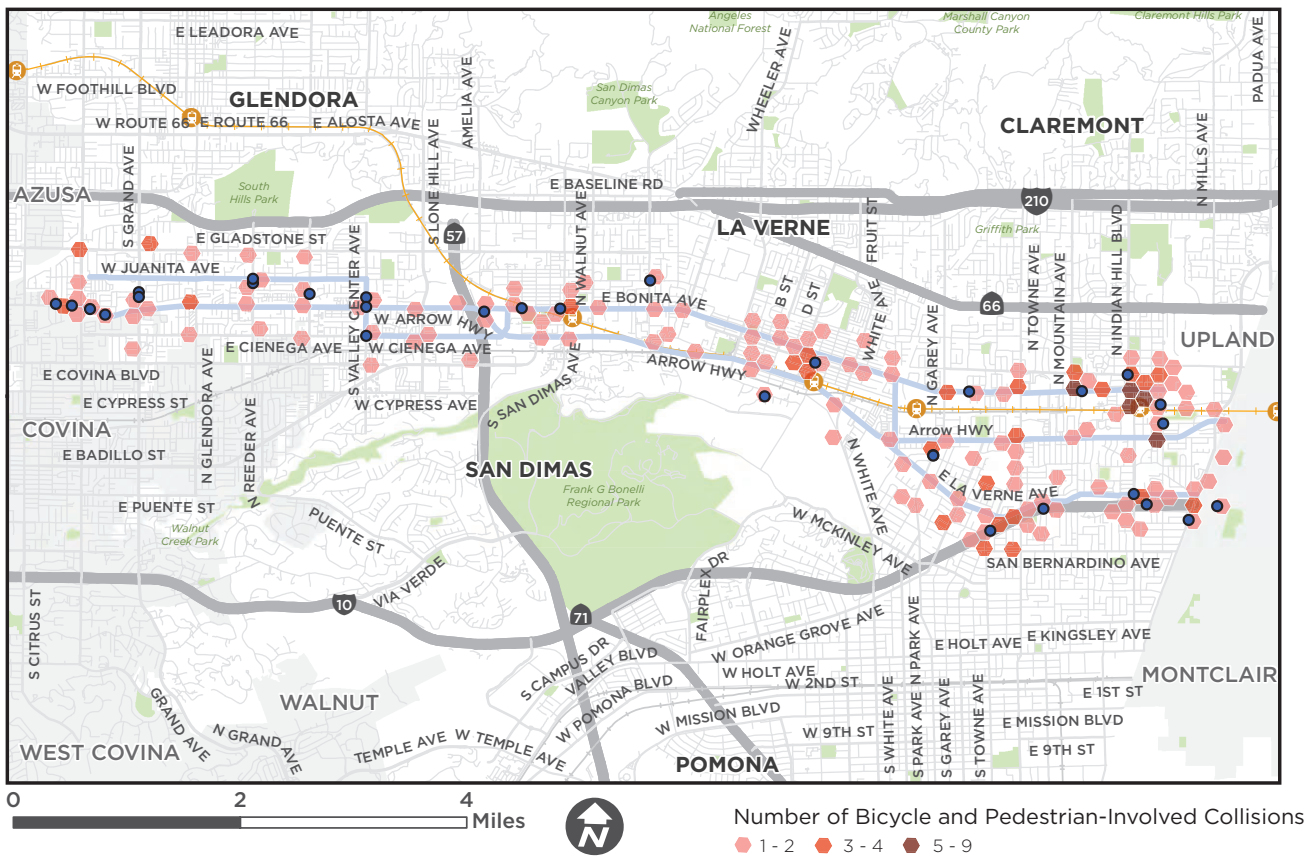 E LEADORA AVE
Angeles
National Forest
Marshall Canyon
County Park
Claremont Hills Park
PADUA AVE
WHEELER AVE
AMELIA AVE
W FOOTHILL BLVD
GLENDORA
San Dimas
Canyon Park
W ROUTE 66
E ROUTE 66
E ALOSTA AVE
CLAREMONT
S GRAND AVE
S LONE HILL AVE
N MILLS AVE
AZUSA
South
Hills Park
E BASELINE RD
210
LA VERNE
FRUIT ST
Griffith Park
57
E GLADSTONE ST
W JUANITA AVE
S VALLEY CENTER AVE
N WALNUT AVE
E BONITA AVE
B ST
D ST
WHITE AVE
66
N GAREY AVE
N TOWNE AVE
N MOUNTAIN AVE
N INDIAN HILL BLVD
UPLAND
W ARROW HWY
E CIENEGA AVE
W CIENEGA AVE
ARROW HWY
E COVINA BLVD
N GLENDORA AVE
E CYPRESS ST
W CYPRESS AVE
S SAN DIMAS AVE
COVINA
Arrow HWY
E BADILLO ST
N REEDER AVE
SAN DIMAS
N WHITE AVE
E LA VERNE AVE
Frank G Bonelli
Regional Park
E PUENTE ST
Walnut
Creek Park
PUENTE ST
W MCKINLEY AVE
SAN BERNARDINO AVE
VIA VERDE
FAIRPLEX DR
10
71
S CITRUS ST
W ORANGE GROVE AVE
N PARK AVE
E HOLT AVE
E KINGSLEY AVE
S CAMPUS DR
VALLEY BLVD
W HOLT AVE
W 2ND ST
MONTCLAIR
W POMONA BLVD
WALNUT
E 1ST ST
GRAND AVE
N GRAND AVE
W MISSION BLVD
S WHITE AVE
S PARK AVE
S GAREY AVE
S TOWNE AVE
E MISSION BLVD
W 9TH ST
E 9TH ST
WEST COVINA
TEMPLE AVE
W TEMPLE AVE
POMONA
0
2
4
Miles
N
Number of Bicycle and Pedestrian-Involved Collisions
1 - 2
3 - 4
5 - 9